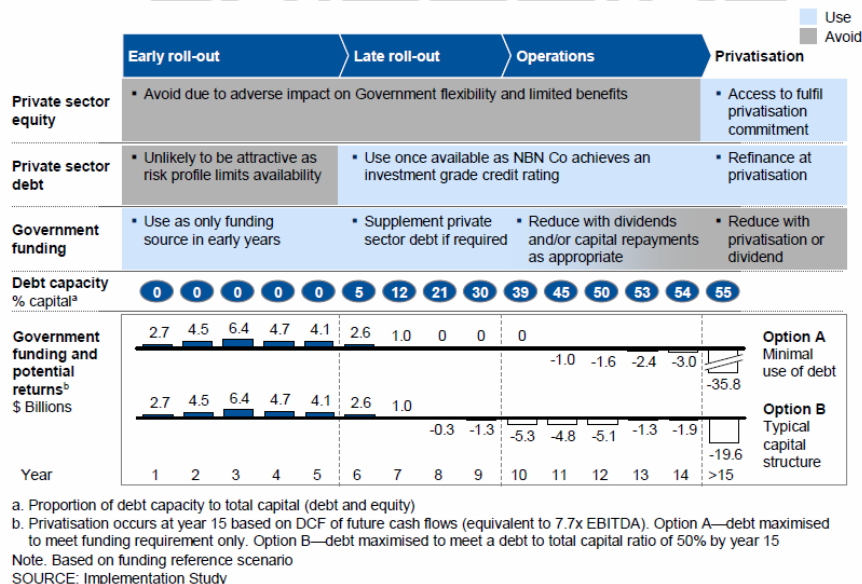 Use
Avoid
Early roll-out
Late roll-out
Operations
Privatisation
Private sector
equity
▪ Avoid due to adverse impact on Government flexibility and limited benefits
▪ Access to fulfil
privatisation
commitment
Private sector
debt
▪ Unlikely to be attractive as
risk profile limits availability
▪ Use once available as NBN Co achieves an
investment grade credit rating
▪ Refinance at
privatisation
Government
funding
▪ Use as only funding
source in early years
▪ Supplement private
sector debt if required
▪ Reduce with dividends
and/or capital repayments
as appropriate
▪ Reduce with
privatisation or
dividend
Debt capacity
% capitalᵃ
0 0 0 0 0 5 12 21 30 39 45 50 53 54 55
Government
funding and
potential
returnsᵇ
$ Billions
2.7 4.5 6.4 4.7 4.1 2.6 1.0 0 0 0
-1.0 -1.6 -2.4 -3.0
-35.8
Option A
Minimal
use of debt
2.7 4.5 6.4 4.7 4.1 2.6 1.0
-0.3 -1.3 -5.3 -4.8 -5.1 -1.3 -1.9
-19.6
Option B
Typical
capital
structure
Year 1 2 3 4 5 6 7 8 9 10 11 12 13 14 >15
a. Proportion of debt capacity to total capital (debt and equity)
b. Privatisation occurs at year 15 based on DCF of future cash flows (equivalent to 7.7x EBITDA). Option A—debt maximised
to meet funding requirement only. Option B—debt maximised to meet a debt to total capital ratio of 50% by year 15
Note. Based on funding reference scenario
SOURCE: Implementation Study